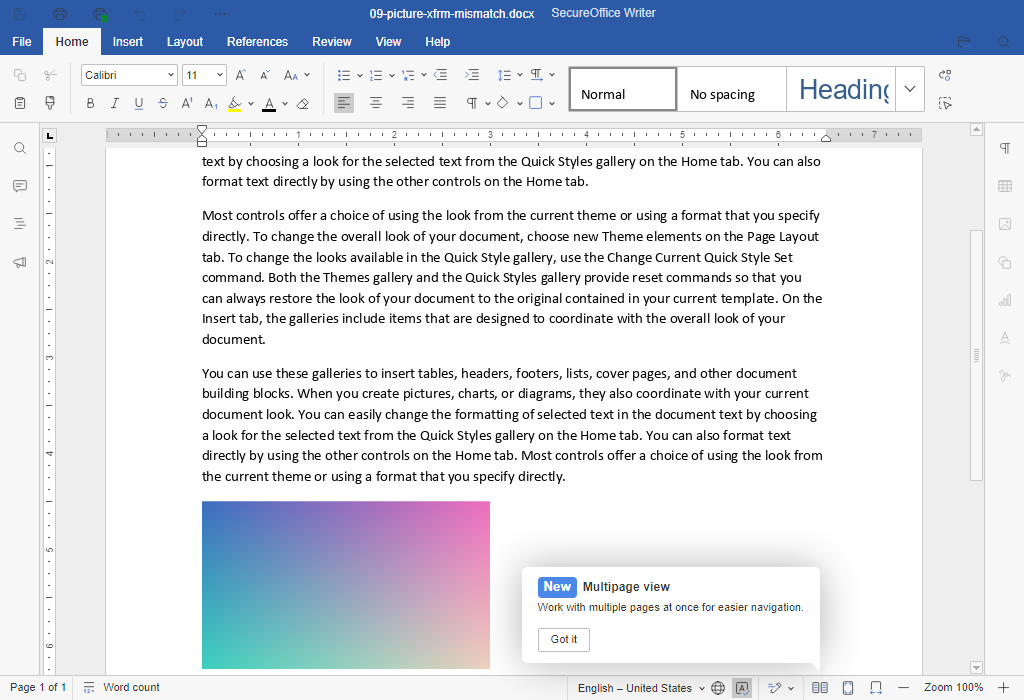 09-picture-xfrm-mismatch.docx SecureOffice Writer
File Home Insert Layout References Review View Help
Calibri 11
Normal No spacing Heading
1 2 3 4 5 6 7
text by choosing a look for the selected text from the Quick Styles gallery on the Home tab. You can also
format text directly by using the other controls on the Home tab.
Most controls offer a choice of using the look from the current theme or using a format that you specify
directly. To change the overall look of your document, choose new Theme elements on the Page Layout
tab. To change the looks available in the Quick Style gallery, use the Change Current Quick Style Set
command. Both the Themes gallery and the Quick Styles gallery provide reset commands so that you
can always restore the look of your document to the original contained in your current template. On the
Insert tab, the galleries include items that are designed to coordinate with the overall look of your
document.
You can use these galleries to insert tables, headers, footers, lists, cover pages, and other document
building blocks. When you create pictures, charts, or diagrams, they also coordinate with your current
document look. You can easily change the formatting of selected text in the document text by choosing
a look for the selected text from the Quick Styles gallery on the Home tab. You can also format text
directly by using the other controls on the Home tab. Most controls offer a choice of using the look from
the current theme or using a format that you specify directly.
New Multipage view
Work with multiple pages at once for easier navigation.
Got it
Page 1 of 1 Word count English – United States Zoom 100%